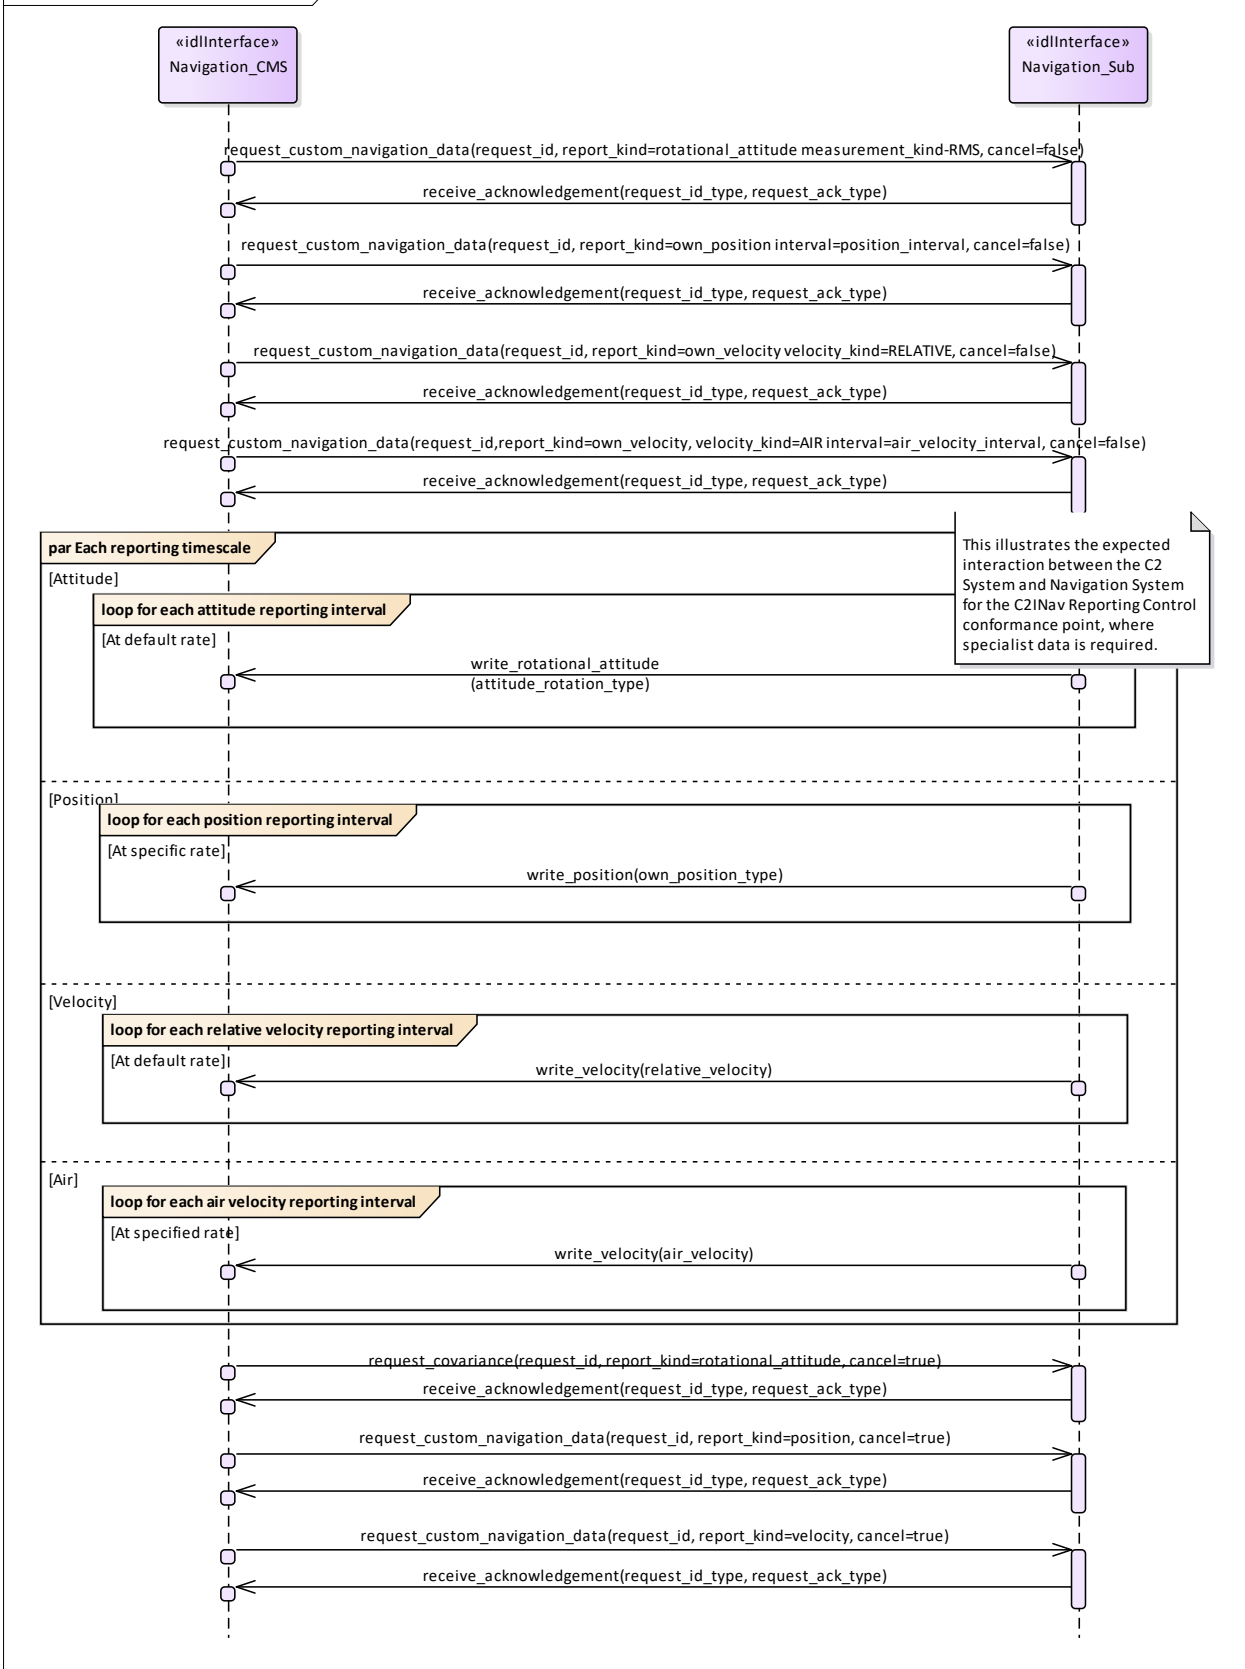 «idlInterface»
Navigation_CMS
«idlInterface»
Navigation_Sub
request_custom_navigation_data(request_id, report_kind=rotational_attitude measurement_kind-RMS, cancel=false)
receive_acknowledgement(request_id_type, request_ack_type)
request_custom_navigation_data(request_id, report_kind=own_position interval=position_interval, cancel=false)
receive_acknowledgement(request_id_type, request_ack_type)
request_custom_navigation_data(request_id, report_kind=own_velocity velocity_kind=RELATIVE, cancel=false)
receive_acknowledgement(request_id_type, request_ack_type)
request_custom_navigation_data(request_id,report_kind=own_velocity, velocity_kind=AIR interval=air_velocity_interval, cancel=false)
receive_acknowledgement(request_id_type, request_ack_type)
This illustrates the expected
interaction between the C2
System and Navigation System
for the C2INav Reporting Control
conformance point, where
specialist data is required.
par Each reporting timescale
[Attitude]
loop for each attitude reporting interval
[At default rate]
write_rotational_attitude
(attitude_rotation_type)
[Position]
loop for each position reporting interval
[At specific rate]
write_position(own_position_type)
[Velocity]
loop for each relative velocity reporting interval
[At default rate]
write_velocity(relative_velocity)
[Air]
loop for each air velocity reporting interval
[At specified rate]
write_velocity(air_velocity)
request_covariance(request_id, report_kind=rotational_attitude, cancel=true)
receive_acknowledgement(request_id_type, request_ack_type)
request_custom_navigation_data(request_id, report_kind=position, cancel=true)
receive_acknowledgement(request_id_type, request_ack_type)
request_custom_navigation_data(request_id, report_kind=velocity, cancel=true)
receive_acknowledgement(request_id_type, request_ack_type)